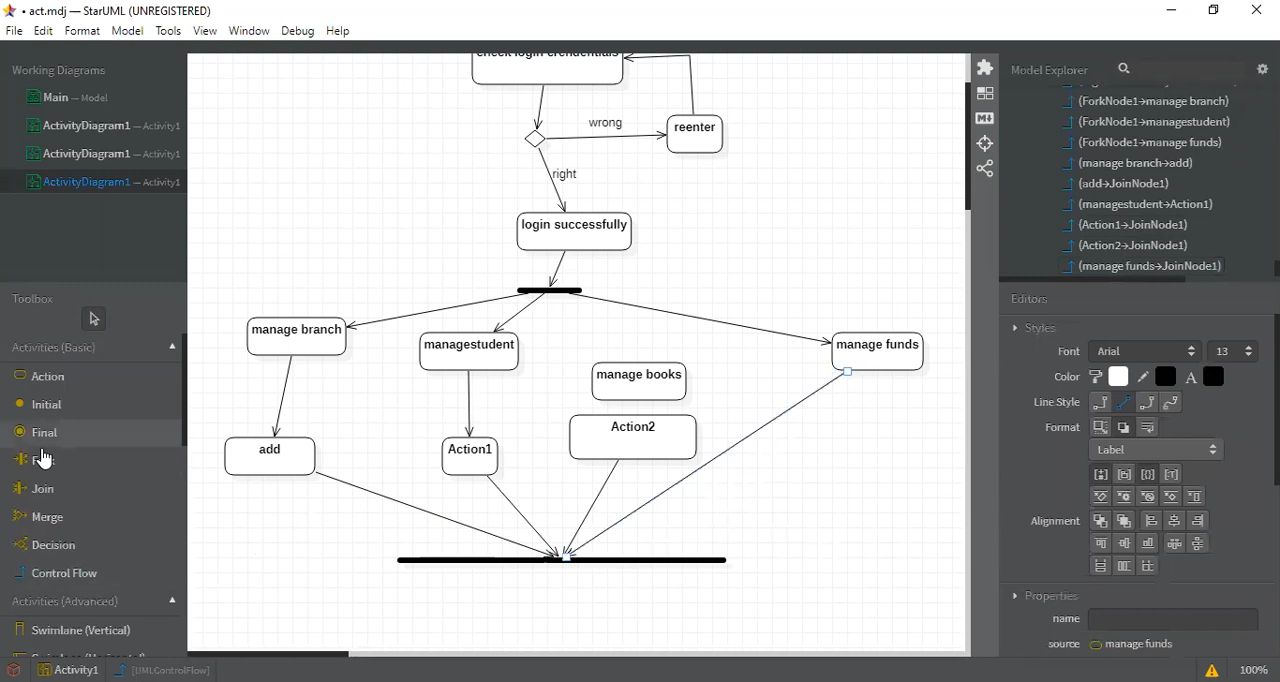 • act.mdj — StarUML (UNREGISTERED)
File Edit Format Model Tools View Window Debug Help
Working Diagrams
Main — Model
ActivityDiagram1 — Activity1
ActivityDiagram1 — Activity1
ActivityDiagram1 — Activity1
Toolbox
Activities (Basic)
Action
Initial
Final
Join
Merge
Decision
Control Flow
Activities (Advanced)
Swimlane (Vertical)
check login crendentials
wrong
reenter
right
login successfully
manage branch
managestudent
manage books
manage funds
add
Action1
Action2
Model Explorer
(ForkNode1→manage branch)
(ForkNode1→managestudent)
(ForkNode1→manage funds)
(manage branch→add)
(add→JoinNode1)
(managestudent→Action1)
(Action1→JoinNode1)
(Action2→JoinNode1)
(manage funds→JoinNode1)
Editors
Styles
Font Arial 13
Color A
Line Style
Format
Label
Alignment
Properties
name
source manage funds
Activity1 [UMLControlFlow] 100%